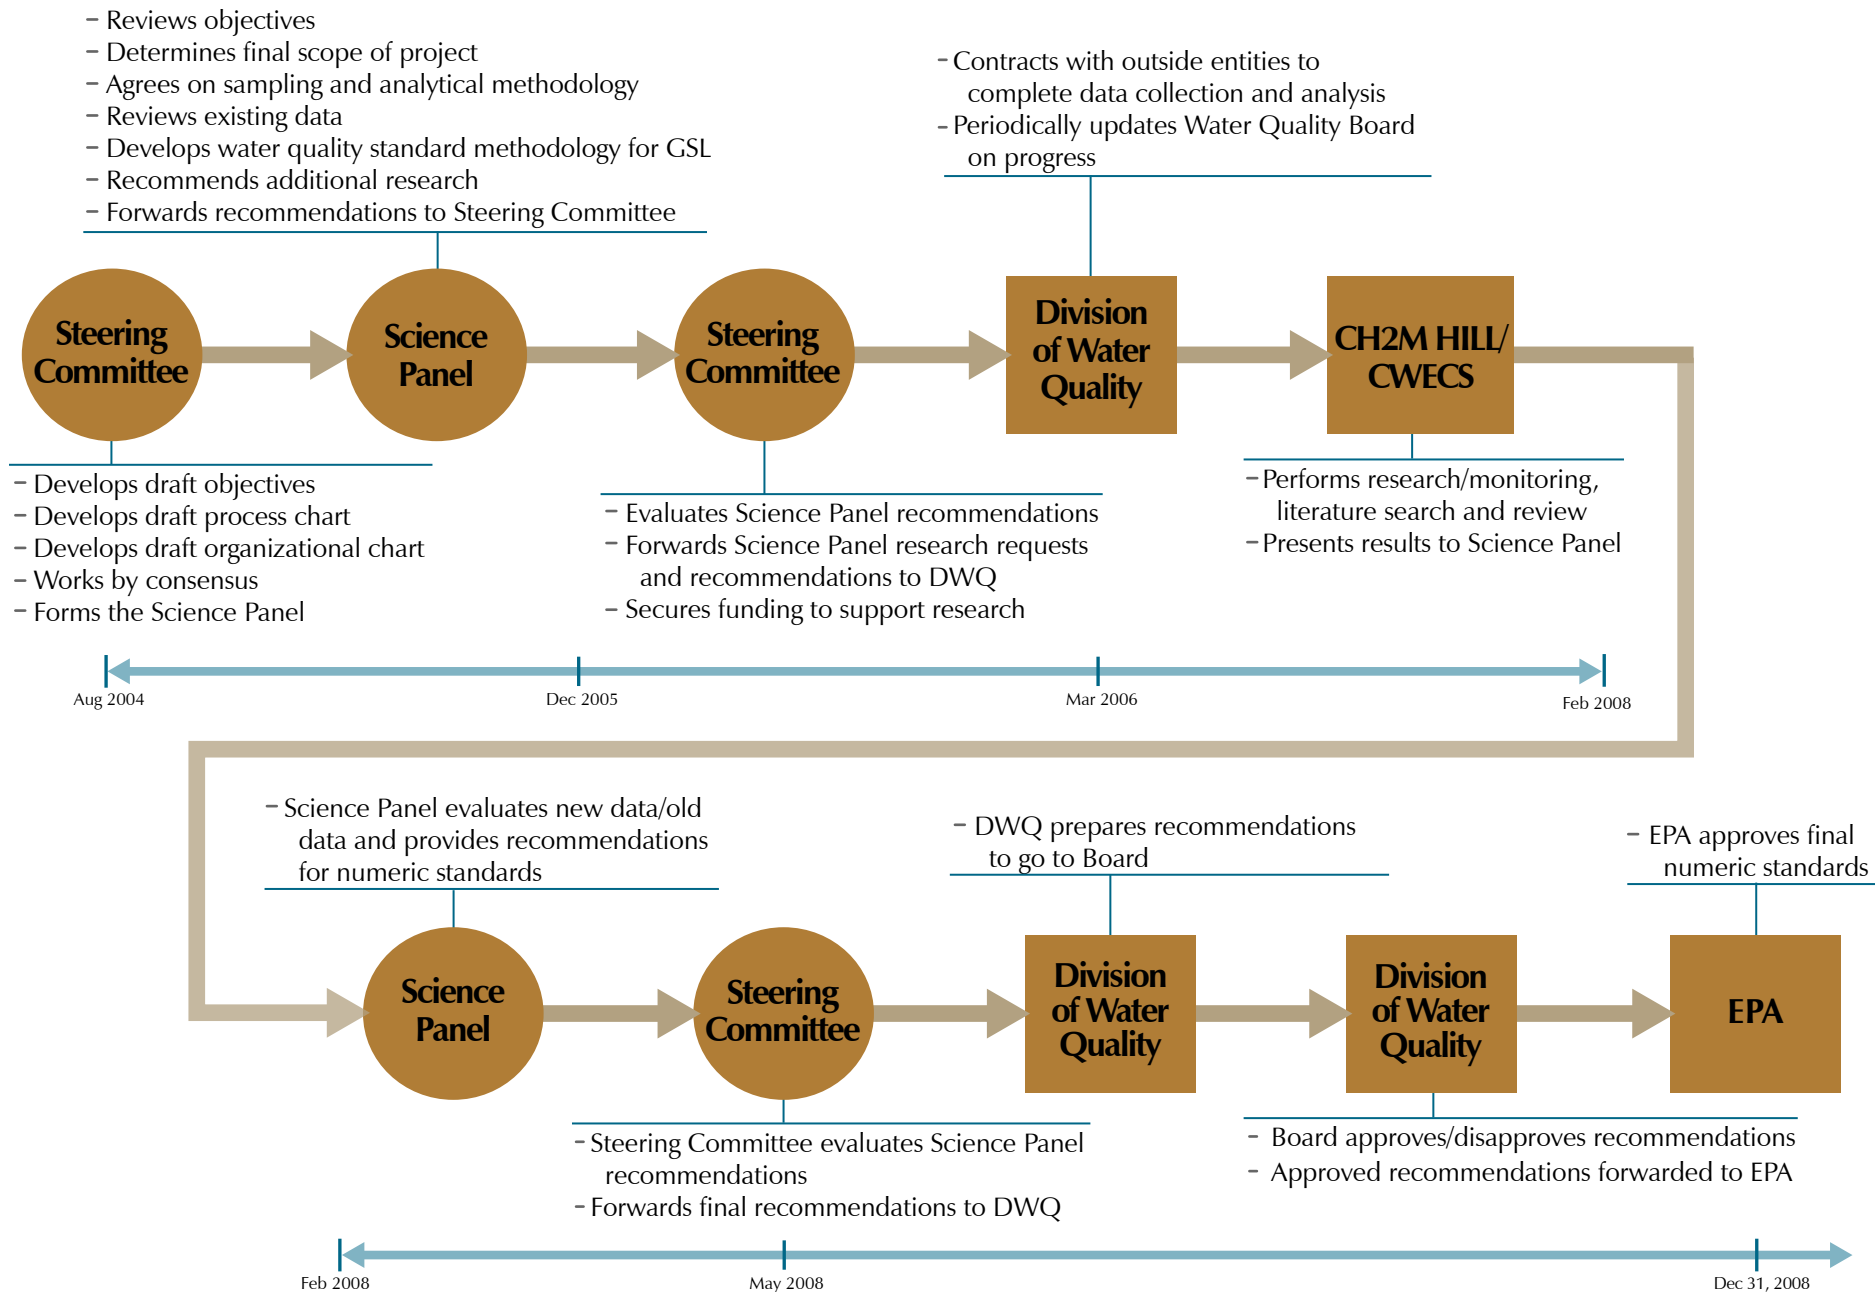 – Reviews objectives
– Determines final scope of project
– Agrees on sampling and analytical methodology
– Reviews existing data
– Develops water quality standard methodology for GSL
– Recommends additional research
– Forwards recommendations to Steering Committee
– Contracts with outside entities to
complete data collection and analysis
– Periodically updates Water Quality Board
on progress
Steering
Committee
Science
Panel
Steering
Committee
Division
of Water
Quality
CH2M HILL/
CWECS
– Develops draft objectives
– Develops draft process chart
– Develops draft organizational chart
– Works by consensus
– Forms the Science Panel
– Evaluates Science Panel recommendations
– Forwards Science Panel research requests
and recommendations to DWQ
– Secures funding to support research
– Performs research/monitoring,
literature search and review
– Presents results to Science Panel
Aug 2004
Dec 2005
Mar 2006
Feb 2008
– Science Panel evaluates new data/old
data and provides recommendations
for numeric standards
– DWQ prepares recommendations
to go to Board
– EPA approves final
numeric standards
Science
Panel
Steering
Committee
Division
of Water
Quality
Division
of Water
Quality
EPA
– Steering Committee evaluates Science Panel
recommendations
– Forwards final recommendations to DWQ
– Board approves/disapproves recommendations
– Approved recommendations forwarded to EPA
Feb 2008
May 2008
Dec 31, 2008